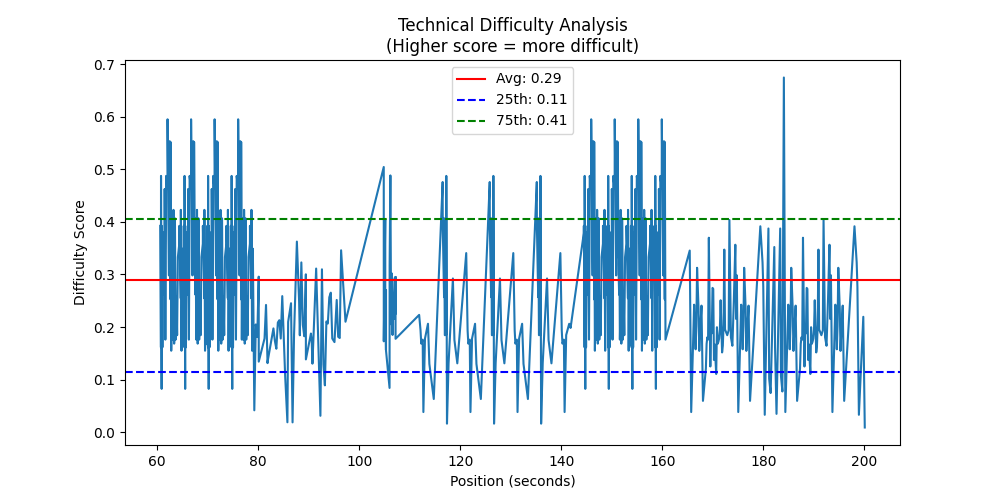 Technical Difficulty Analysis
(Higher score = more difficult)
Difficulty Score
0.7
0.6
0.5
0.4
0.3
0.2
0.1
0.0
Avg: 0.29
25th: 0.11
75th: 0.41
60 80 100 120 140 160 180 200
Position (seconds)